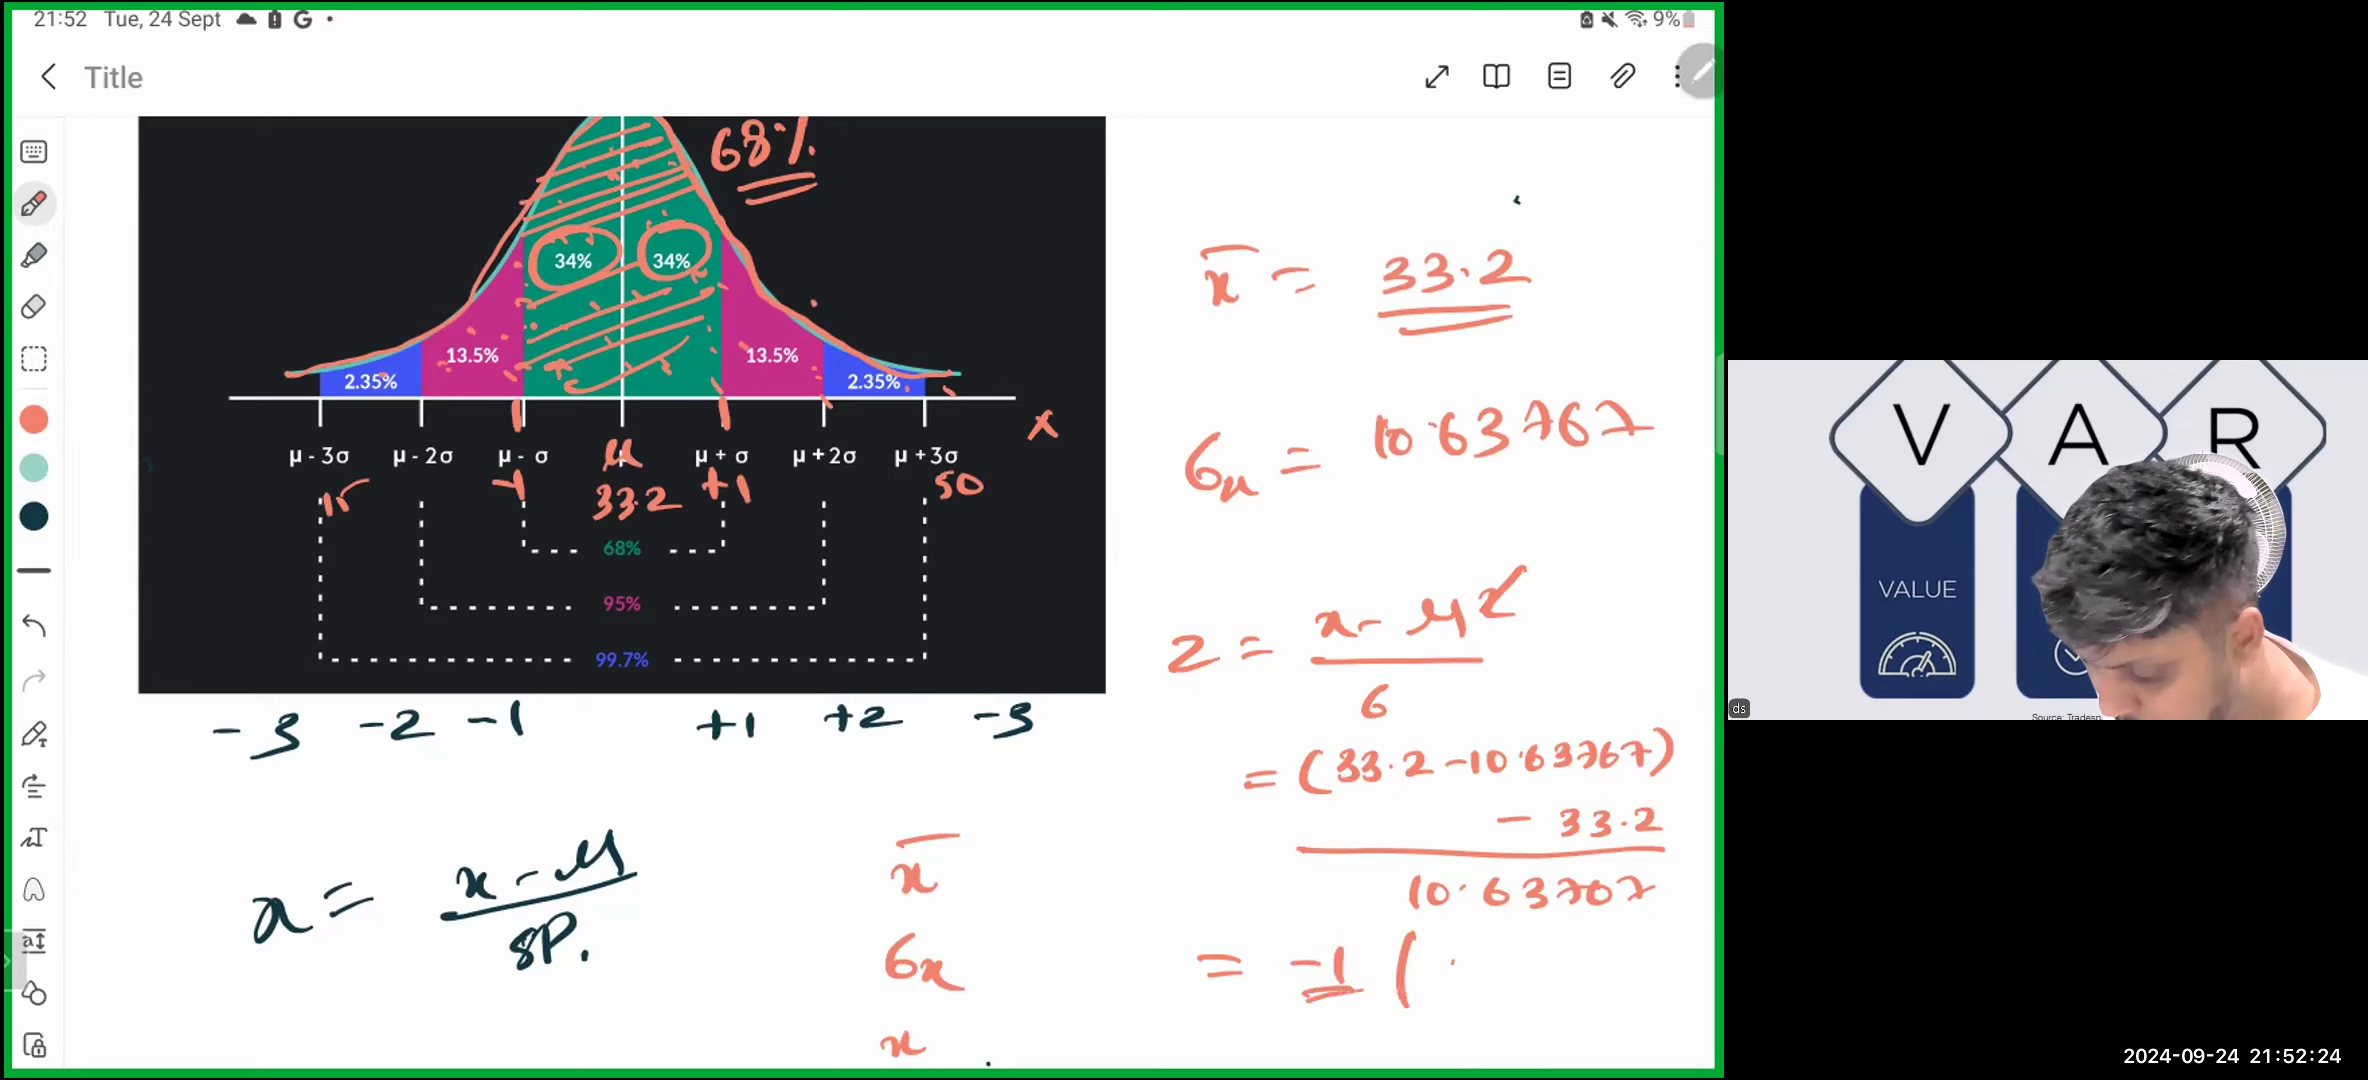 21:52 Tue, 24 Sept
9%
Title
68%
34% 34%
13.5% 13.5%
2.35% 2.35%
x
μ - 3σ μ - 2σ μ - σ μ μ + σ μ + 2σ μ + 3σ
15 -1 33.2 +1 50
68%
95%
99.7%
-3 -2 -1 +1 +2 -3
x̄ = 33.2
σx = 10.63767
z = x - μ
σ
= (33.2 - 10.63767)
- 33.2
10.63767
= -1 (
x - μ
SD.
x̄
σx
x
V A R
VALUE
ds
Source: Tradesp
2024-09-24 21:52:24